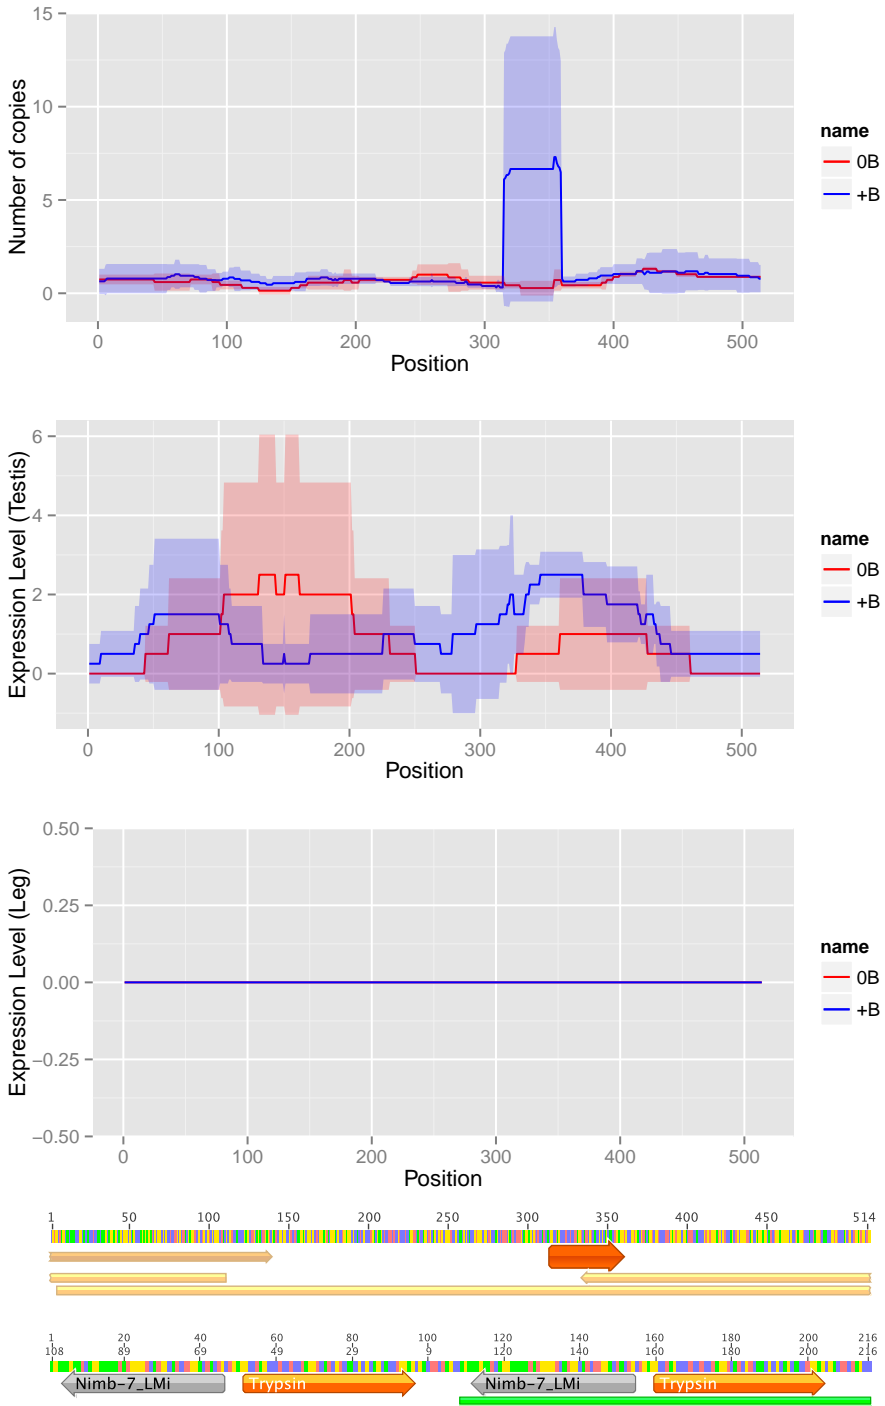 15
10
5
0
Number of copies
0 100 200 300 400 500
Position
name
0B
+B
6
4
2
0
Expression Level (Testis)
0 100 200 300 400 500
Position
name
0B
+B
0.50
0.25
0.00
−0.25
−0.50
Expression Level (Leg)
0 100 200 300 400 500
Position
name
0B
+B
1 50 100 150 200 250 300 350 400 450 514
1 20 40 60 80 100 120 140 160 180 200 216
108 89 69 49 29 9 120 140 160 180 200 216
Nimb-7_LMi Trypsin Nimb-7_LMi Trypsin